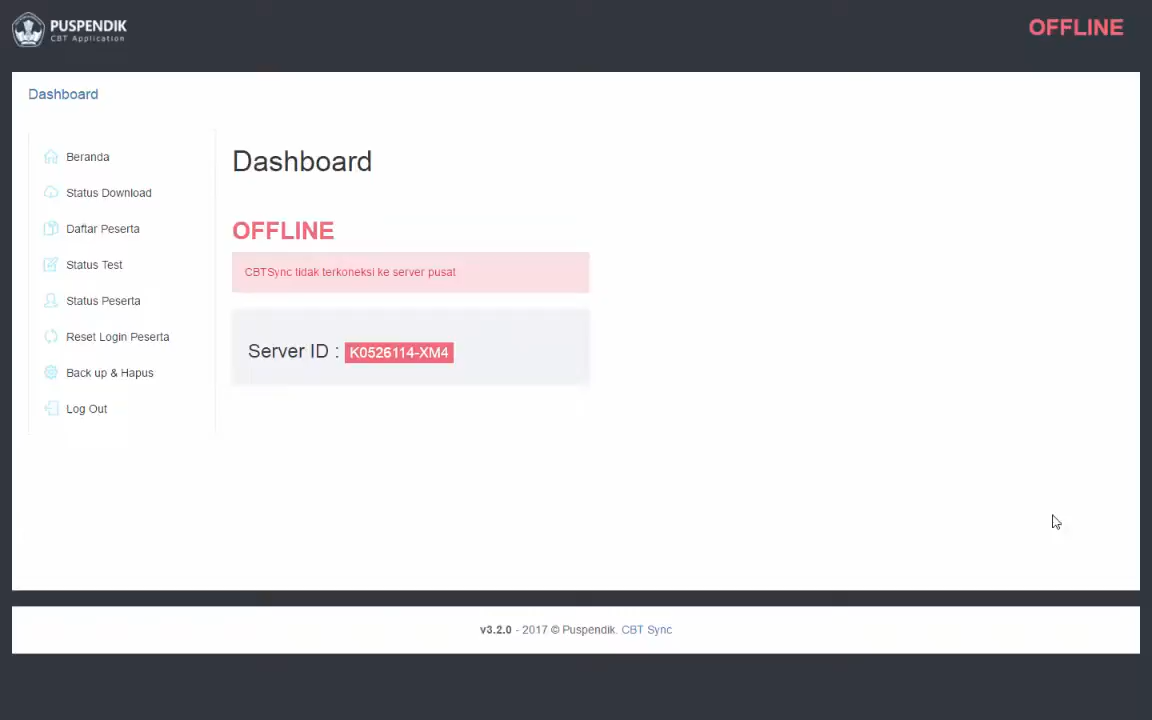 PUSPENDIK
CBT Application
OFFLINE
Dashboard
Beranda
Status Download
Daftar Peserta
Status Test
Status Peserta
Reset Login Peserta
Back up & Hapus
Log Out
Dashboard
OFFLINE
CBTSync tidak terkoneksi ke server pusat
Server ID : K0526114-XM4
v3.2.0 - 2017 © Puspendik. CBT Sync